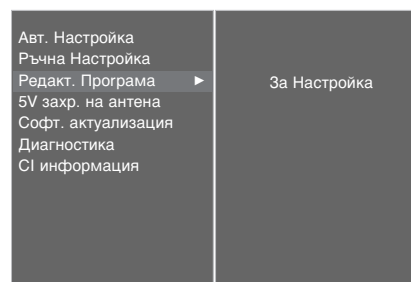 Авт. Настройка
Ръчна Настройка
Редакт. Програма ►
За Настройка
5V захр. на антена
Софт. актуализация
Диагностика
CI информация